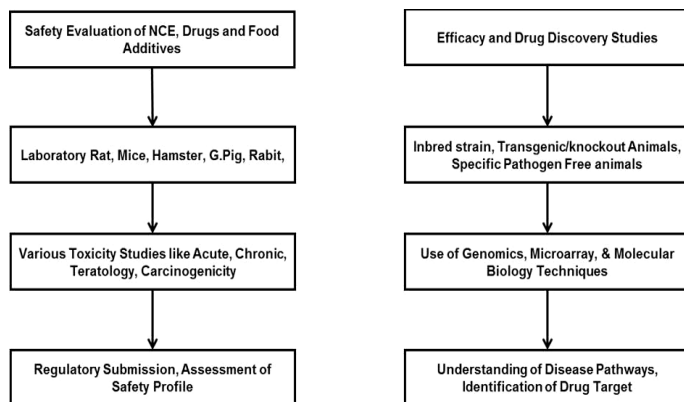 Safety Evaluation of NCE, Drugs and Food
Additives
Laboratory Rat, Mice, Hamster, G.Pig, Rabit,
Various Toxicity Studies like Acute, Chronic,
Teratology, Carcinogenicity
Regulatory Submission, Assessment of
Safety Profile
Efficacy and Drug Discovery Studies
Inbred strain, Transgenic/knockout Animals,
Specific Pathogen Free animals
Use of Genomics, Microarray, & Molecular
Biology Techniques
Understanding of Disease Pathways,
Identification of Drug Target